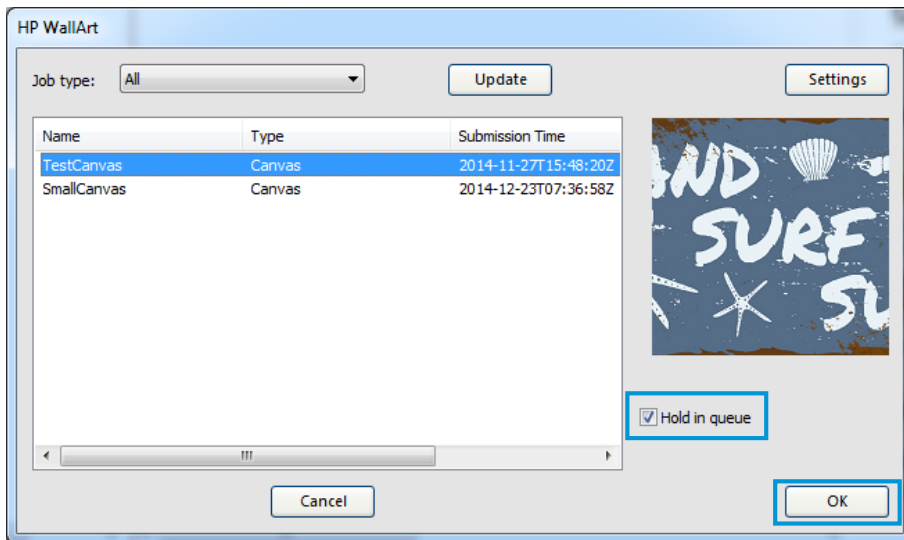 HP WallArt
Job type: All Update Settings
Name Type Submission Time
TestCanvas Canvas 2014-11-27T15:48:20Z
SmallCanvas Canvas 2014-12-23T07:36:58Z
AND
SURF
SU
Hold in queue
Cancel OK